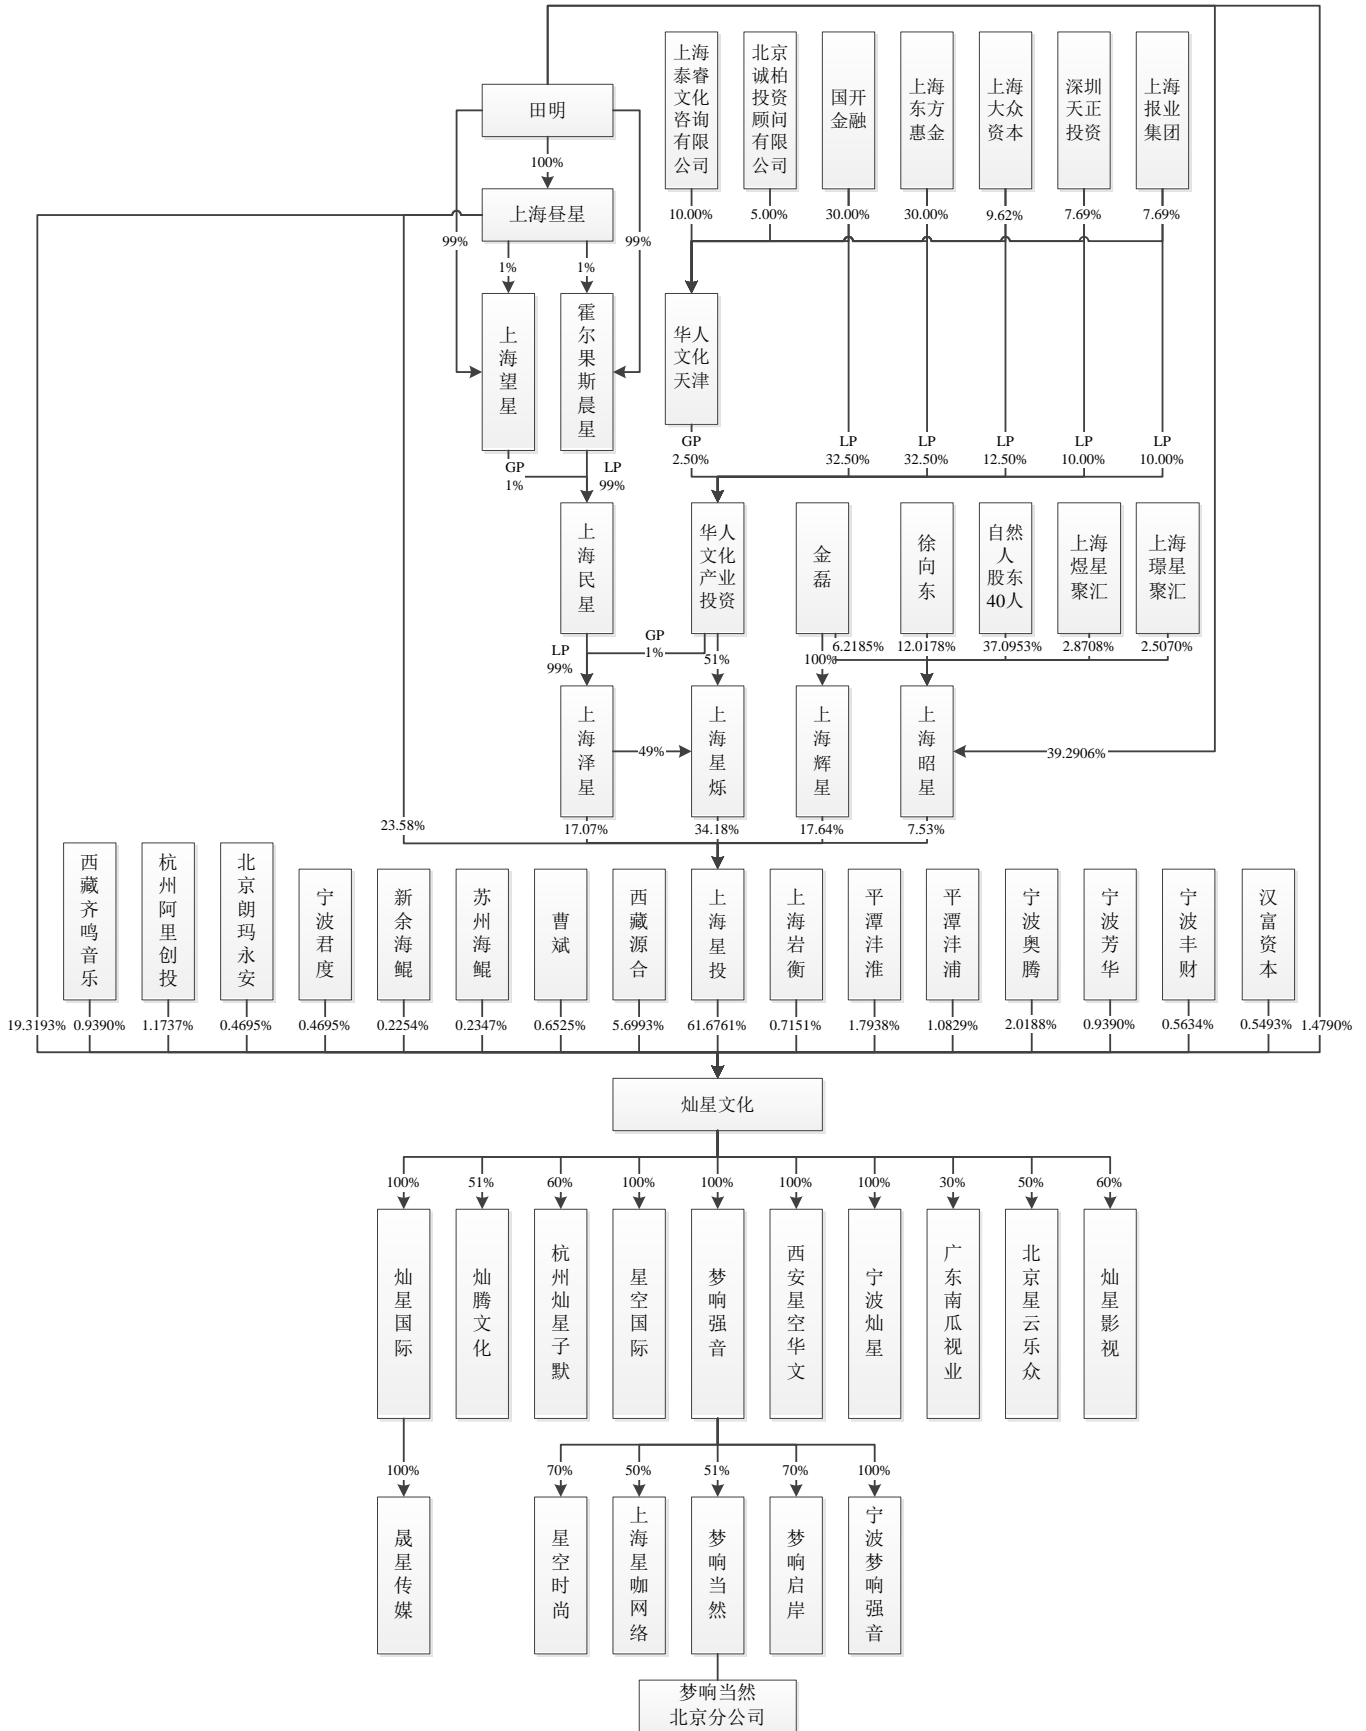 田明
上海
泰睿
文化
咨询
有限
公司
北京
诚柏
投资
顾问
有限
公司
国开
金融
上海
东方
惠金
上海
大众
资本
深圳
天正
投资
上海
报业
集团
100%
上海昼星
10.00%
5.00%
30.00%
30.00%
9.62%
7.69%
7.69%
99%
99%
1%
1%
上海望星
霍尔果斯晨星
华人
文化
天津
GP
1%
LP
99%
GP
2.50%
LP
32.50%
LP
32.50%
LP
12.50%
LP
10.00%
LP
10.00%
上海民星
华人
文化
产业
投资
金磊
徐向东
自然
人
股东
40人
上海
煜星
聚汇
上海
璟星
聚汇
LP
99%
GP
1%
51%
100%
6.2185%
12.0178%
37.0953%
2.8708%
2.5070%
上海泽星
49%
上海星烁
上海辉星
上海昭星
39.2906%
23.58%
17.07%
34.18%
17.64%
7.53%
西藏齐鸣音乐
杭州阿里创投
北京朗玛永安
宁波君度
新余海鲲
苏州海鲲
曹斌
西藏源合
上海星投
上海岩衡
平潭沣淮
平潭沣浦
宁波奥腾
宁波芳华
宁波丰财
汉富资本
19.3193%
0.9390%
1.1737%
0.4695%
0.4695%
0.2254%
0.2347%
0.6525%
5.6993%
61.6761%
0.7151%
1.7938%
1.0829%
2.0188%
0.9390%
0.5634%
0.5493%
1.4790%
灿星文化
100%
51%
60%
100%
100%
100%
100%
30%
50%
60%
灿星国际
灿腾文化
杭州灿星子默
星空国际
梦响强音
西安星空华文
宁波灿星
广东南瓜视业
北京星云乐众
灿星影视
100%
70%
50%
51%
70%
100%
晟星传媒
星空时尚
上海星咖网络
梦响当然
梦响启岸
宁波梦响强音
梦响当然
北京分公司